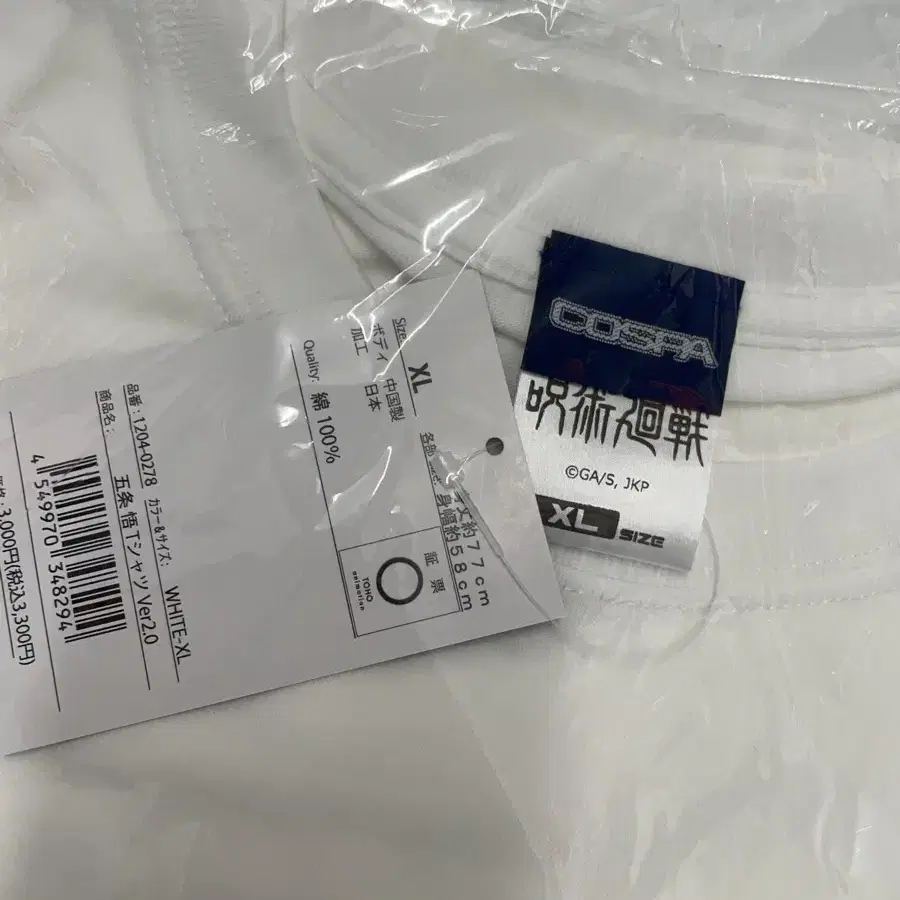 COSPA
呪術廻戦
©GA/S, JKP
XL SIZE
Size: XL
ボディ 中国製
加工 日本
Quality: 綿 100%
丈約77cm
身幅約58cm
証票
TOHO
animation
品番:1204-0278 カラー&サイズ: WHITE-XL
商品名: 五条 悟Tシャツ Ver2.0
4 549970 348294
3,000円(税込3,300円)